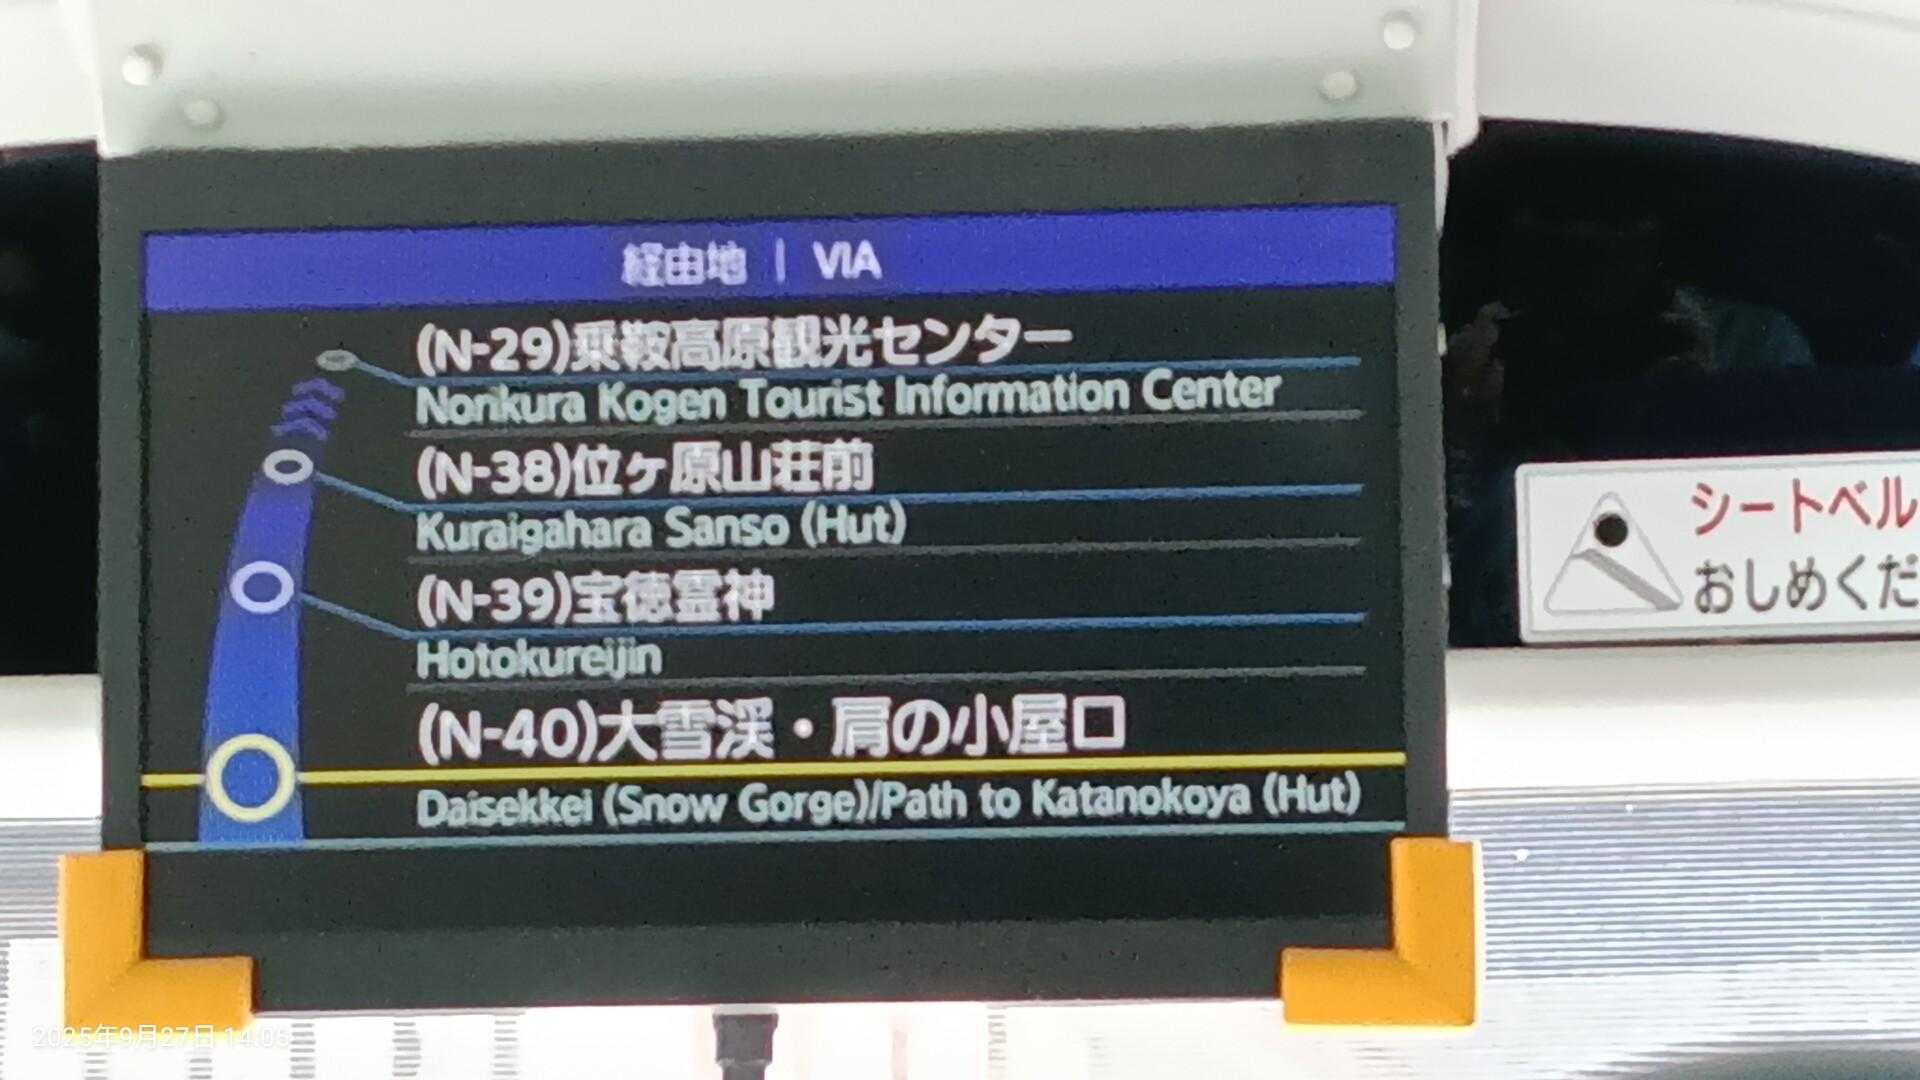 経由地 | VIA
(N-29)乗鞍高原観光センター
Norikura Kogen Tourist Information Center
(N-38)位ヶ原山荘前
Kuraigahara Sanso (Hut)
(N-39)宝徳霊神
Hotokureijin
(N-40)大雪渓・肩の小屋口
Daisekkei (Snow Gorge)/Path to Katanokoya (Hut)
シートベル
おしめくだ
2025年9月27日 14:06